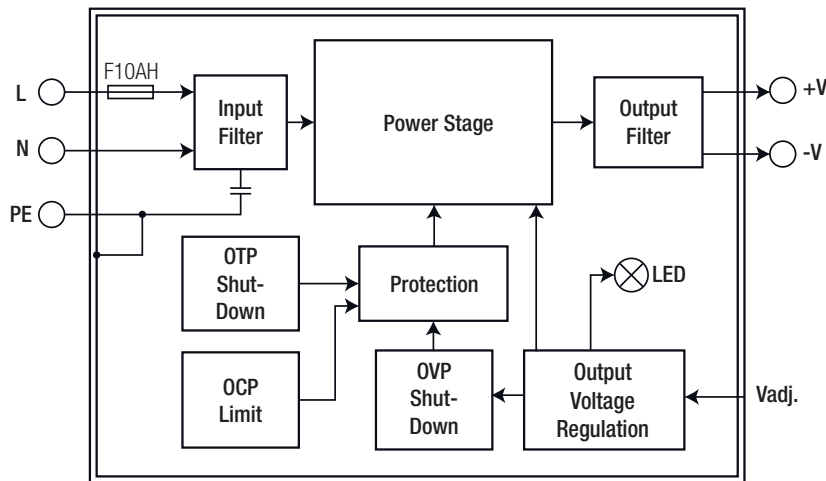 F10AH
L
N
PE
Input
Filter
Power Stage
Output
Filter
+V
-V
OTP
Shut-
Down
Protection
LED
OCP
Limit
OVP
Shut-
Down
Output
Voltage
Regulation
Vadj.